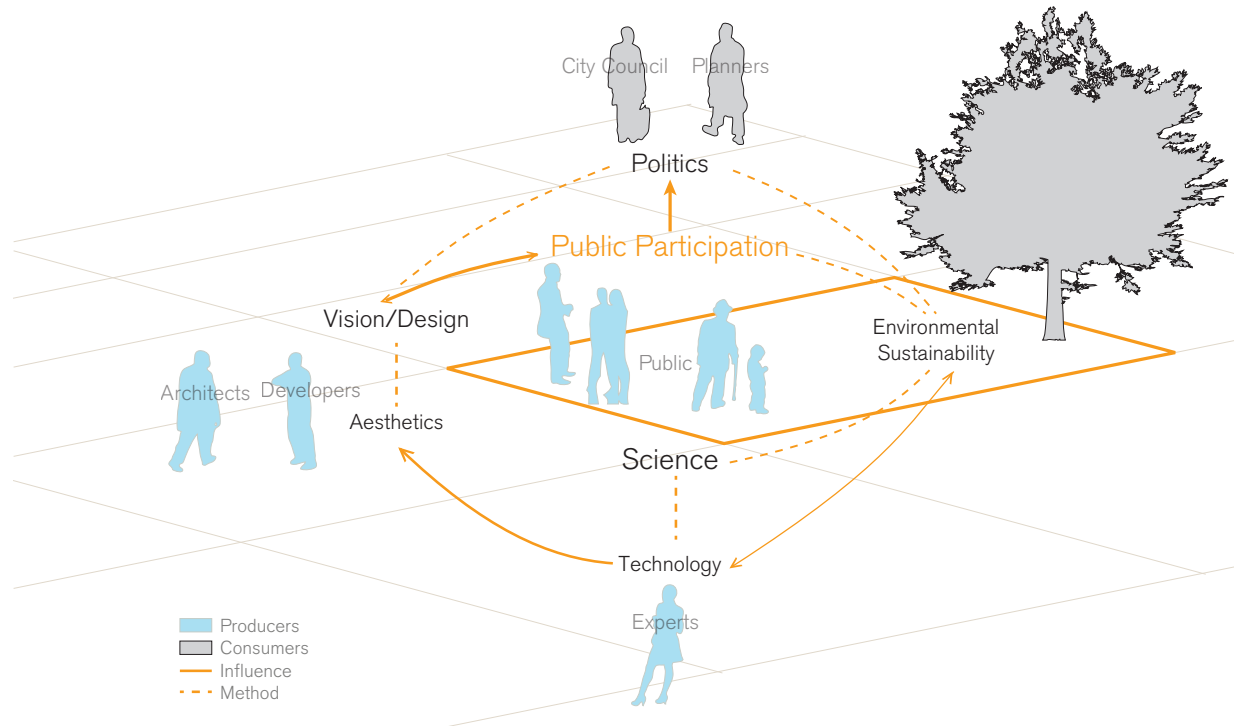 City Council
Planners
Politics
Public Participation
Vision/Design
Environmental
Sustainability
Public
Architects
Developers
Aesthetics
Science
Technology
Experts
Producers
Consumers
Influence
Method